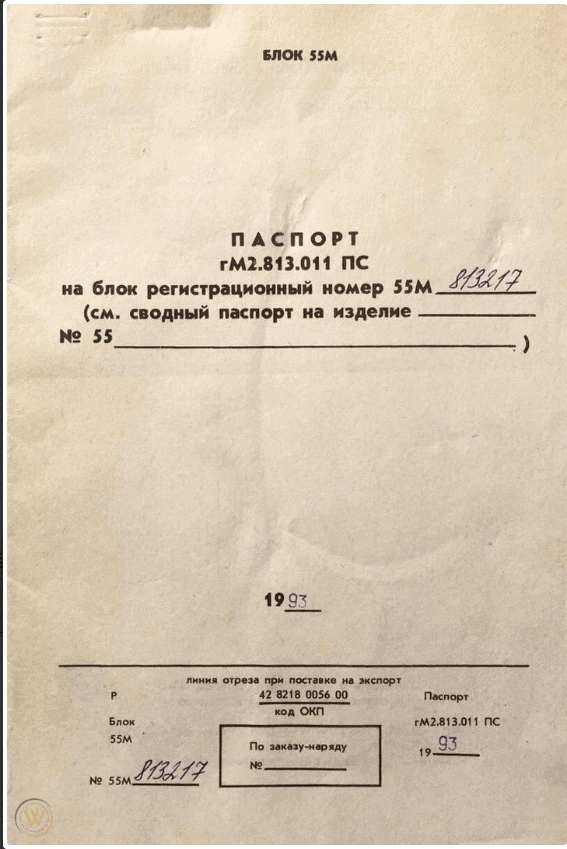 БЛОК 55М
ПАСПОРТ
гМ2.813.011 ПС
на блок регистрационный номер 55М 813217
(см. сводный паспорт на изделие
№ 55 )
1993
линия отреза при поставке на экспорт
Р 42 8218 0056 00 Паспорт
код ОКП
Блок гМ2.813.011 ПС
55М По заказу-наряду 1993
№
№ 55М 813217
W